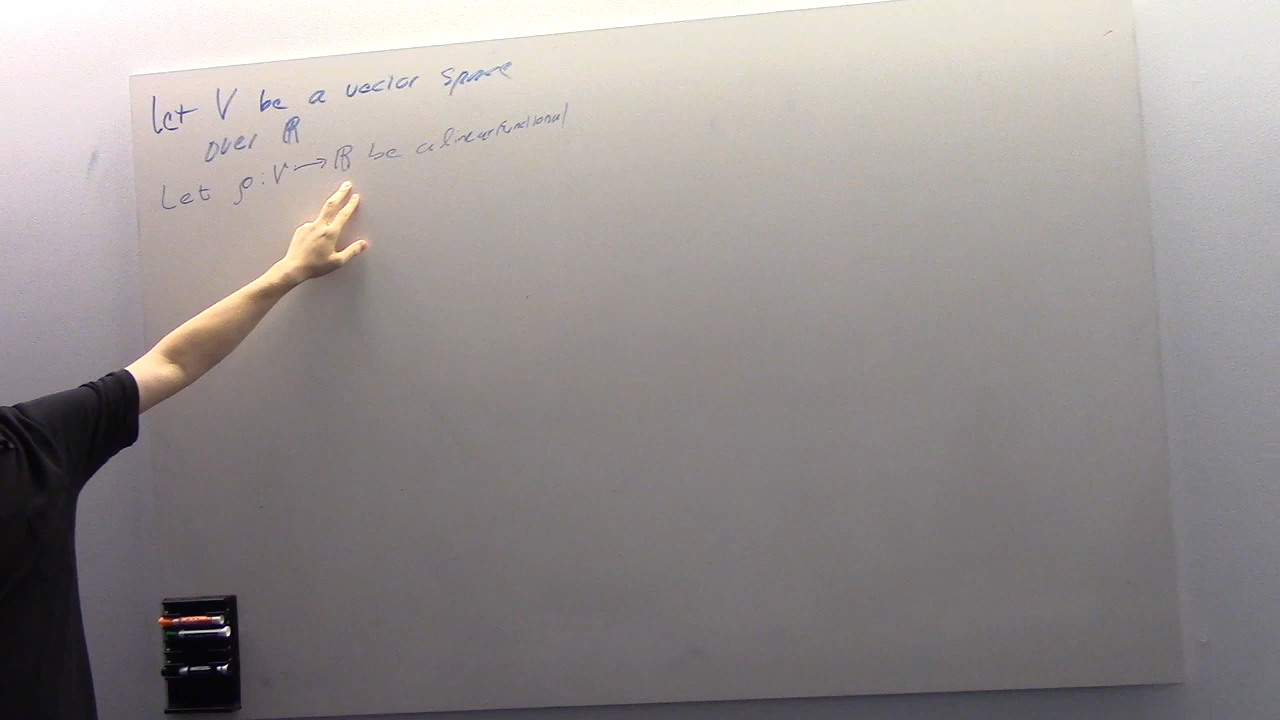 Let V be a vector space
over ℝ
Let ρ: V → ℝ be a linear functional